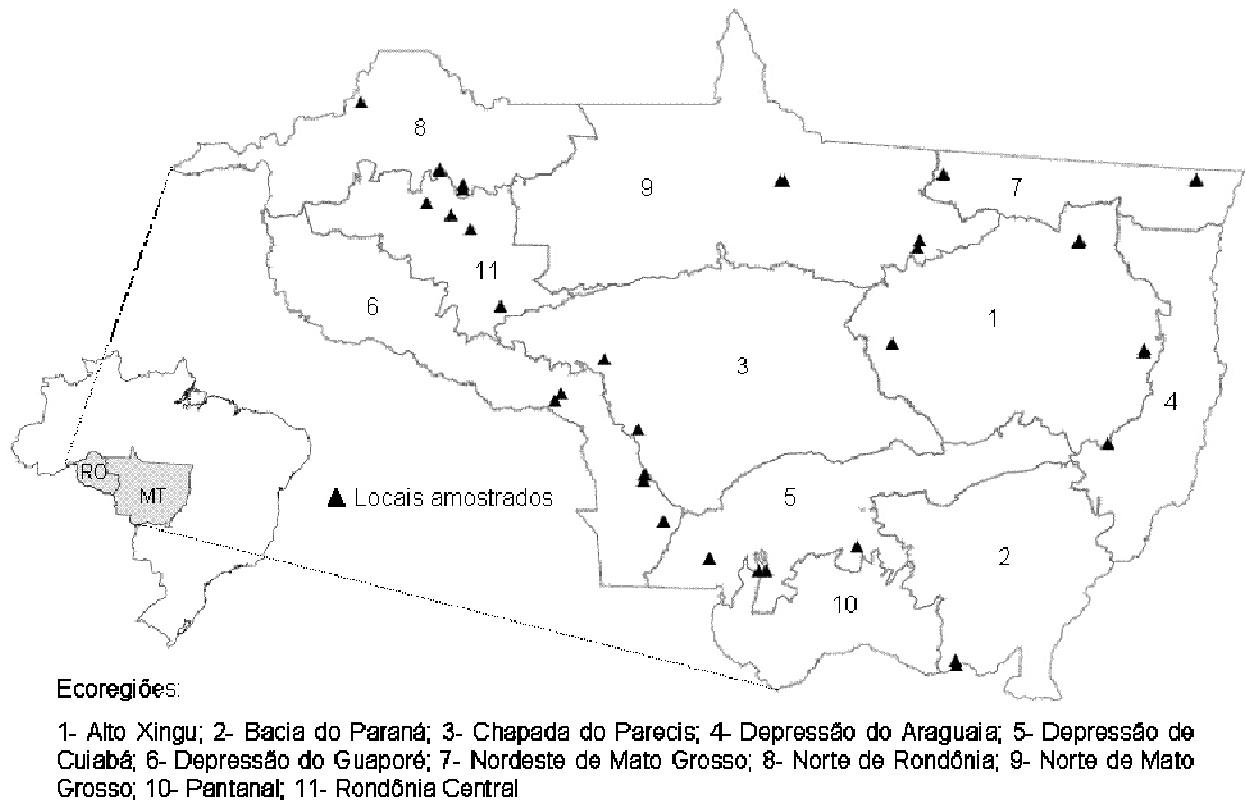 8
9
7
11
6
1
3
4
RO
MT
▲ Locais amostrados
5
2
10
Ecoregiões:
1- Alto Xingu; 2- Bacia do Paraná; 3- Chapada do Parecis; 4- Depressão do Araguaia; 5- Depressão de
Cuiabá; 6- Depressão do Guaporé; 7- Nordeste de Mato Grosso; 8- Norte de Rondônia; 9- Norte de Mato
Grosso; 10- Pantanal; 11- Rondônia Central